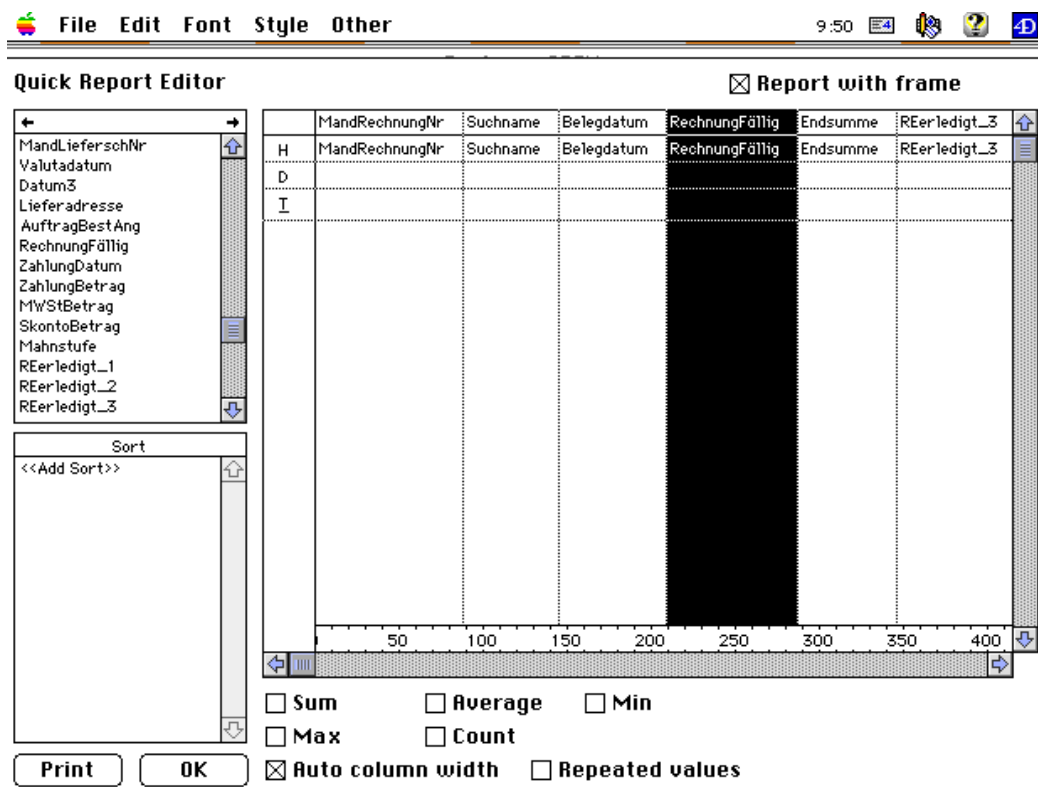 File Edit Font Style Other 9:50 4D
Quick Report Editor
Report with frame
MandLieferschNr
Valutadatum
Datum3
Lieferadresse
AuftragBestAng
RechnungFällig
ZahlungDatum
ZahlungBetrag
MWStBetrag
SkontoBetrag
Mahnstufe
REerledigt_1
REerledigt_2
REerledigt_3
Sort
<<Add Sort>>
MandRechnungNr Suchname Belegdatum RechnungFällig Endsumme REerledigt_3
H MandRechnungNr Suchname Belegdatum RechnungFällig Endsumme REerledigt_3
D
T
50 100 150 200 250 300 350 400
Sum Average Min
Max Count
Print OK Auto column width Repeated values